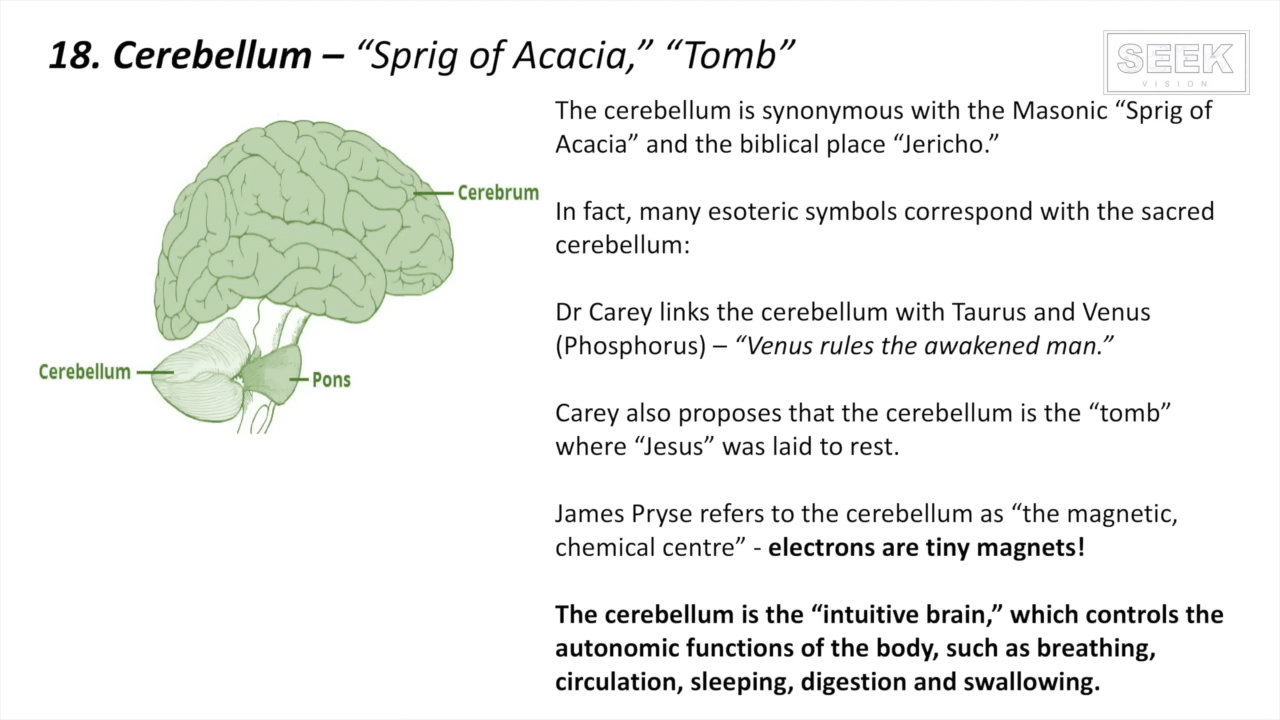 18. Cerebellum – “Sprig of Acacia,” “Tomb”
SEEK
VISION
The cerebellum is synonymous with the Masonic “Sprig of
Acacia” and the biblical place “Jericho.”
Cerebrum
In fact, many esoteric symbols correspond with the sacred
cerebellum:
Dr Carey links the cerebellum with Taurus and Venus
(Phosphorus) – “Venus rules the awakened man.”
Cerebellum
Pons
Carey also proposes that the cerebellum is the “tomb”
where “Jesus” was laid to rest.
James Pryse refers to the cerebellum as “the magnetic,
chemical centre” - electrons are tiny magnets!
The cerebellum is the “intuitive brain,” which controls the
autonomic functions of the body, such as breathing,
circulation, sleeping, digestion and swallowing.